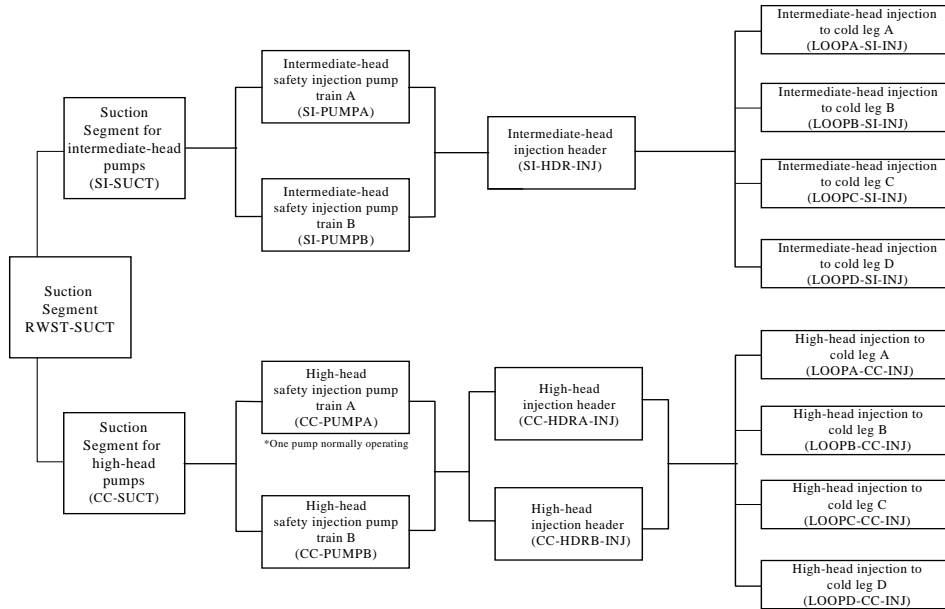 Suction
Segment
RWST-SUCT
Suction
Segment for
intermediate-head
pumps
(SI-SUCT)
Suction
Segment for
high-head
pumps
(CC-SUCT)
Intermediate-head
safety injection pump
train A
(SI-PUMPA)
Intermediate-head
safety injection pump
train B
(SI-PUMPB)
High-head
safety injection pump
train A
(CC-PUMPA)
*One pump normally operating
High-head
safety injection pump
train B
(CC-PUMPB)
Intermediate-head
injection header
(SI-HDR-INJ)
High-head
injection header
(CC-HDRA-INJ)
High-head
injection header
(CC-HDRB-INJ)
Intermediate-head injection
to cold leg A
(LOOPA-SI-INJ)
Intermediate-head injection
to cold leg B
(LOOPB-SI-INJ)
Intermediate-head injection
to cold leg C
(LOOPC-SI-INJ)
Intermediate-head injection
to cold leg D
(LOOPD-SI-INJ)
High-head injection to
cold leg A
(LOOPA-CC-INJ)
High-head injection to
cold leg B
(LOOPB-CC-INJ)
High-head injection to
cold leg C
(LOOPC-CC-INJ)
High-head injection to
cold leg D
(LOOPD-CC-INJ)